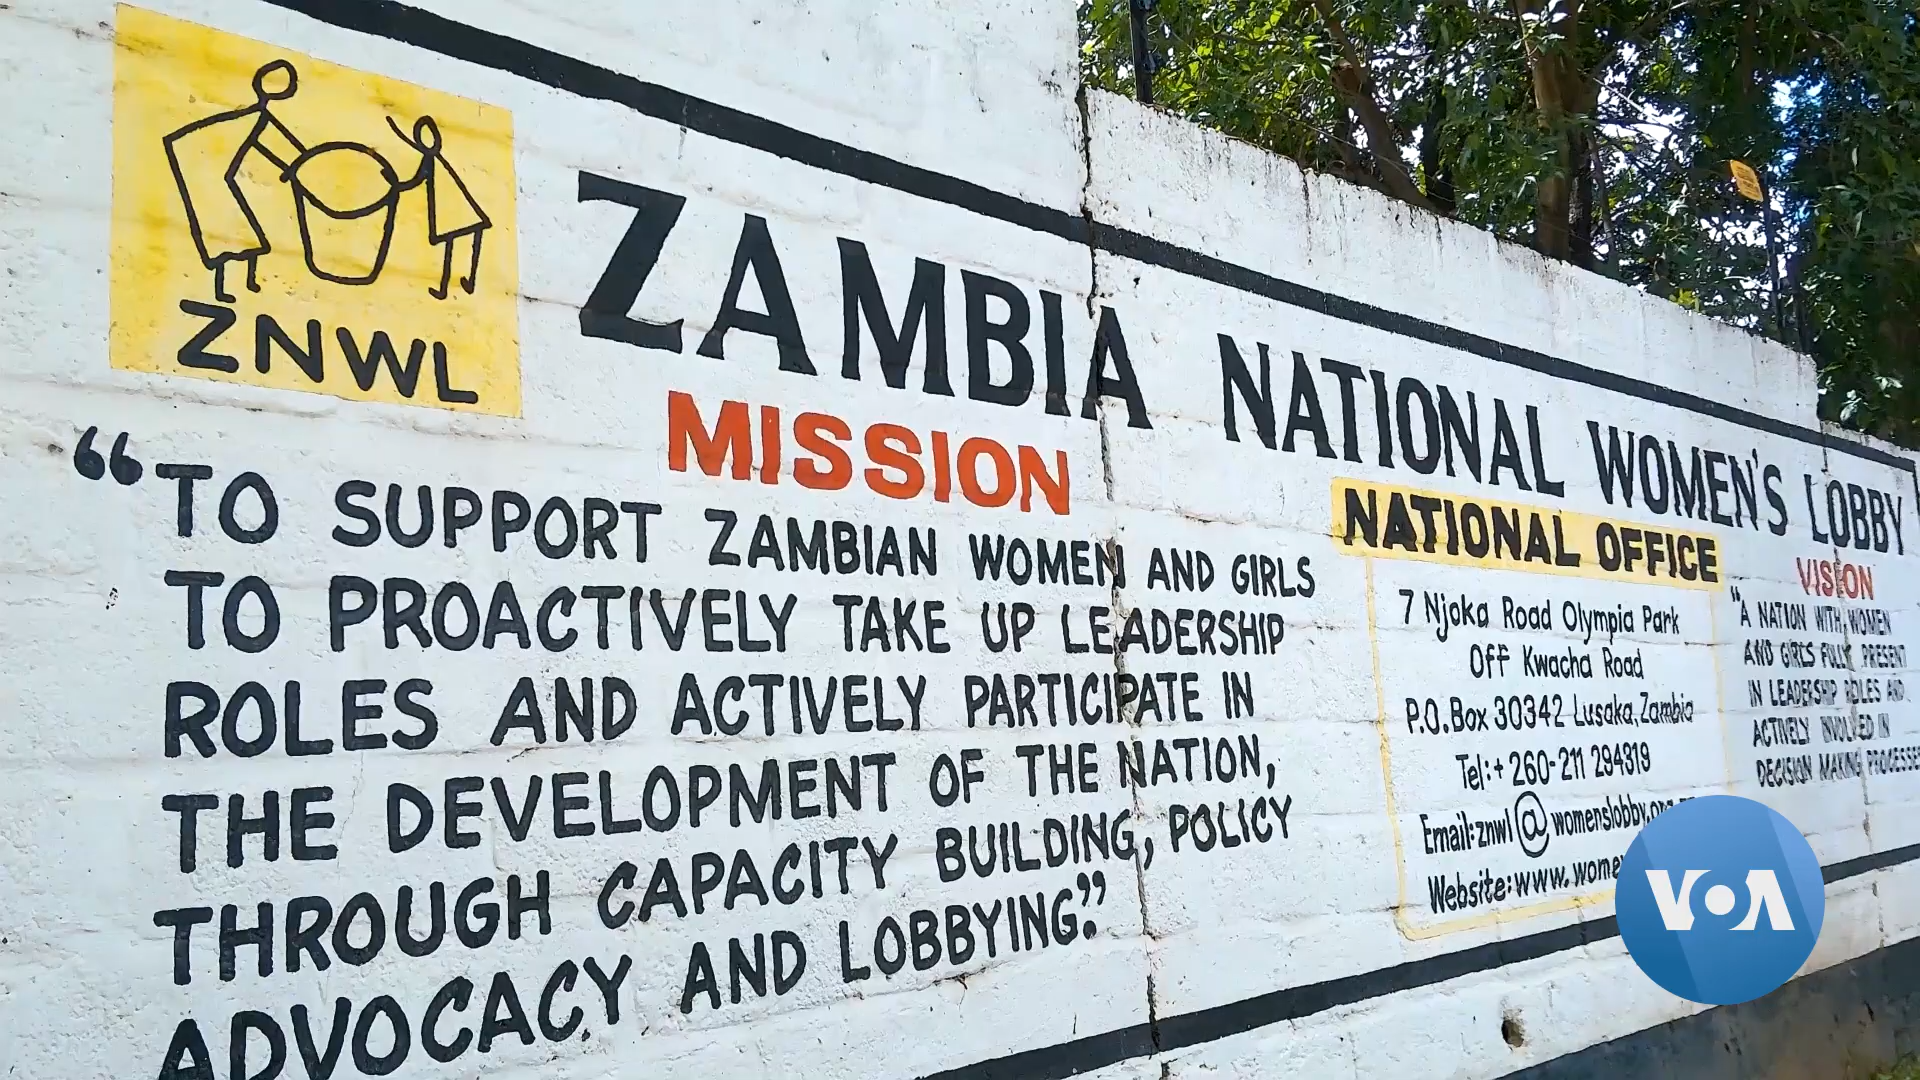 ZNWL
ZAMBIA NATIONAL WOMEN'S LOBBY
MISSION
“TO SUPPORT ZAMBIAN WOMEN AND GIRLS
TO PROACTIVELY TAKE UP LEADERSHIP
ROLES AND ACTIVELY PARTICIPATE IN
THE DEVELOPMENT OF THE NATION,
THROUGH CAPACITY BUILDING, POLICY
ADVOCACY AND LOBBYING.”
NATIONAL OFFICE
7 Njoka Road Olympia Park
Off Kwacha Road
P.O.Box 30342 Lusaka, Zambia
Tel:+260-211 294319
Email:znwl@womenslobby.org
Website:www.
VISION
“A NATION WITH WOMEN
AND GIRLS FULLY PRESENT
IN LEADERSHIP ROLES AND
ACTIVELY INVOLVED IN
DECISION MAKING PROCESSES
VOA